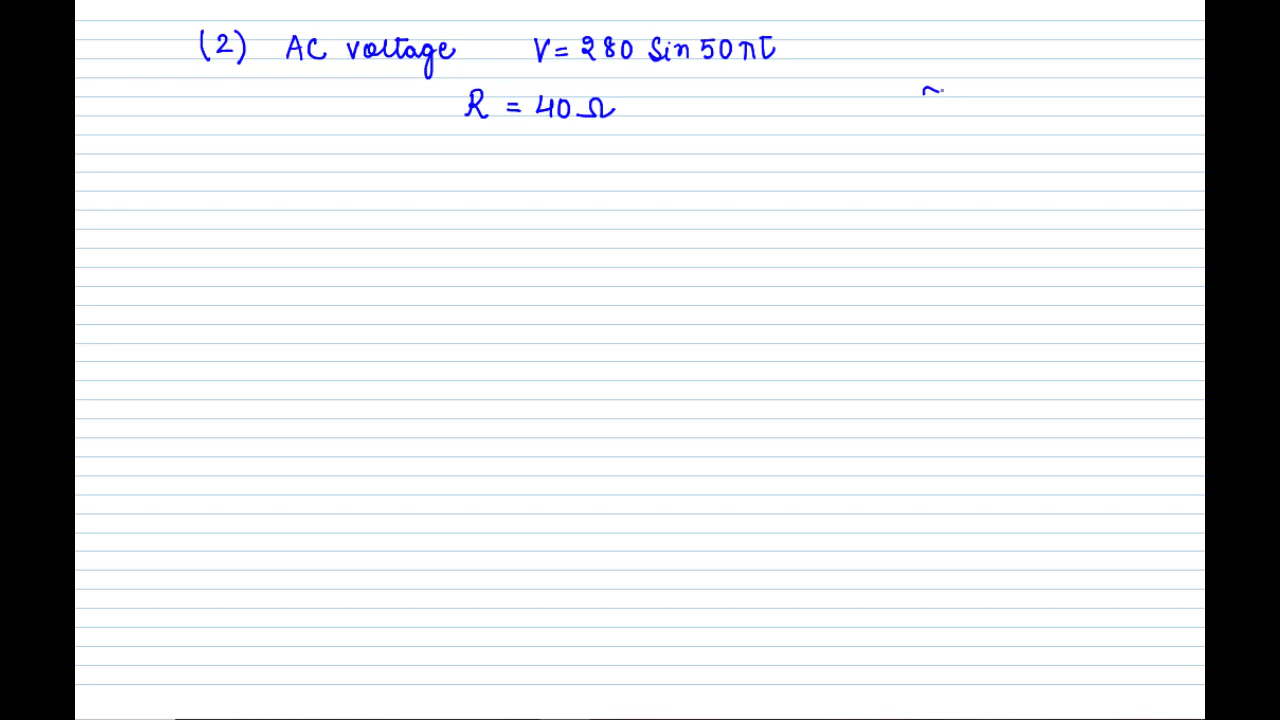 (2) AC voltage V = 280 Sin 50πt
R = 40 Ω